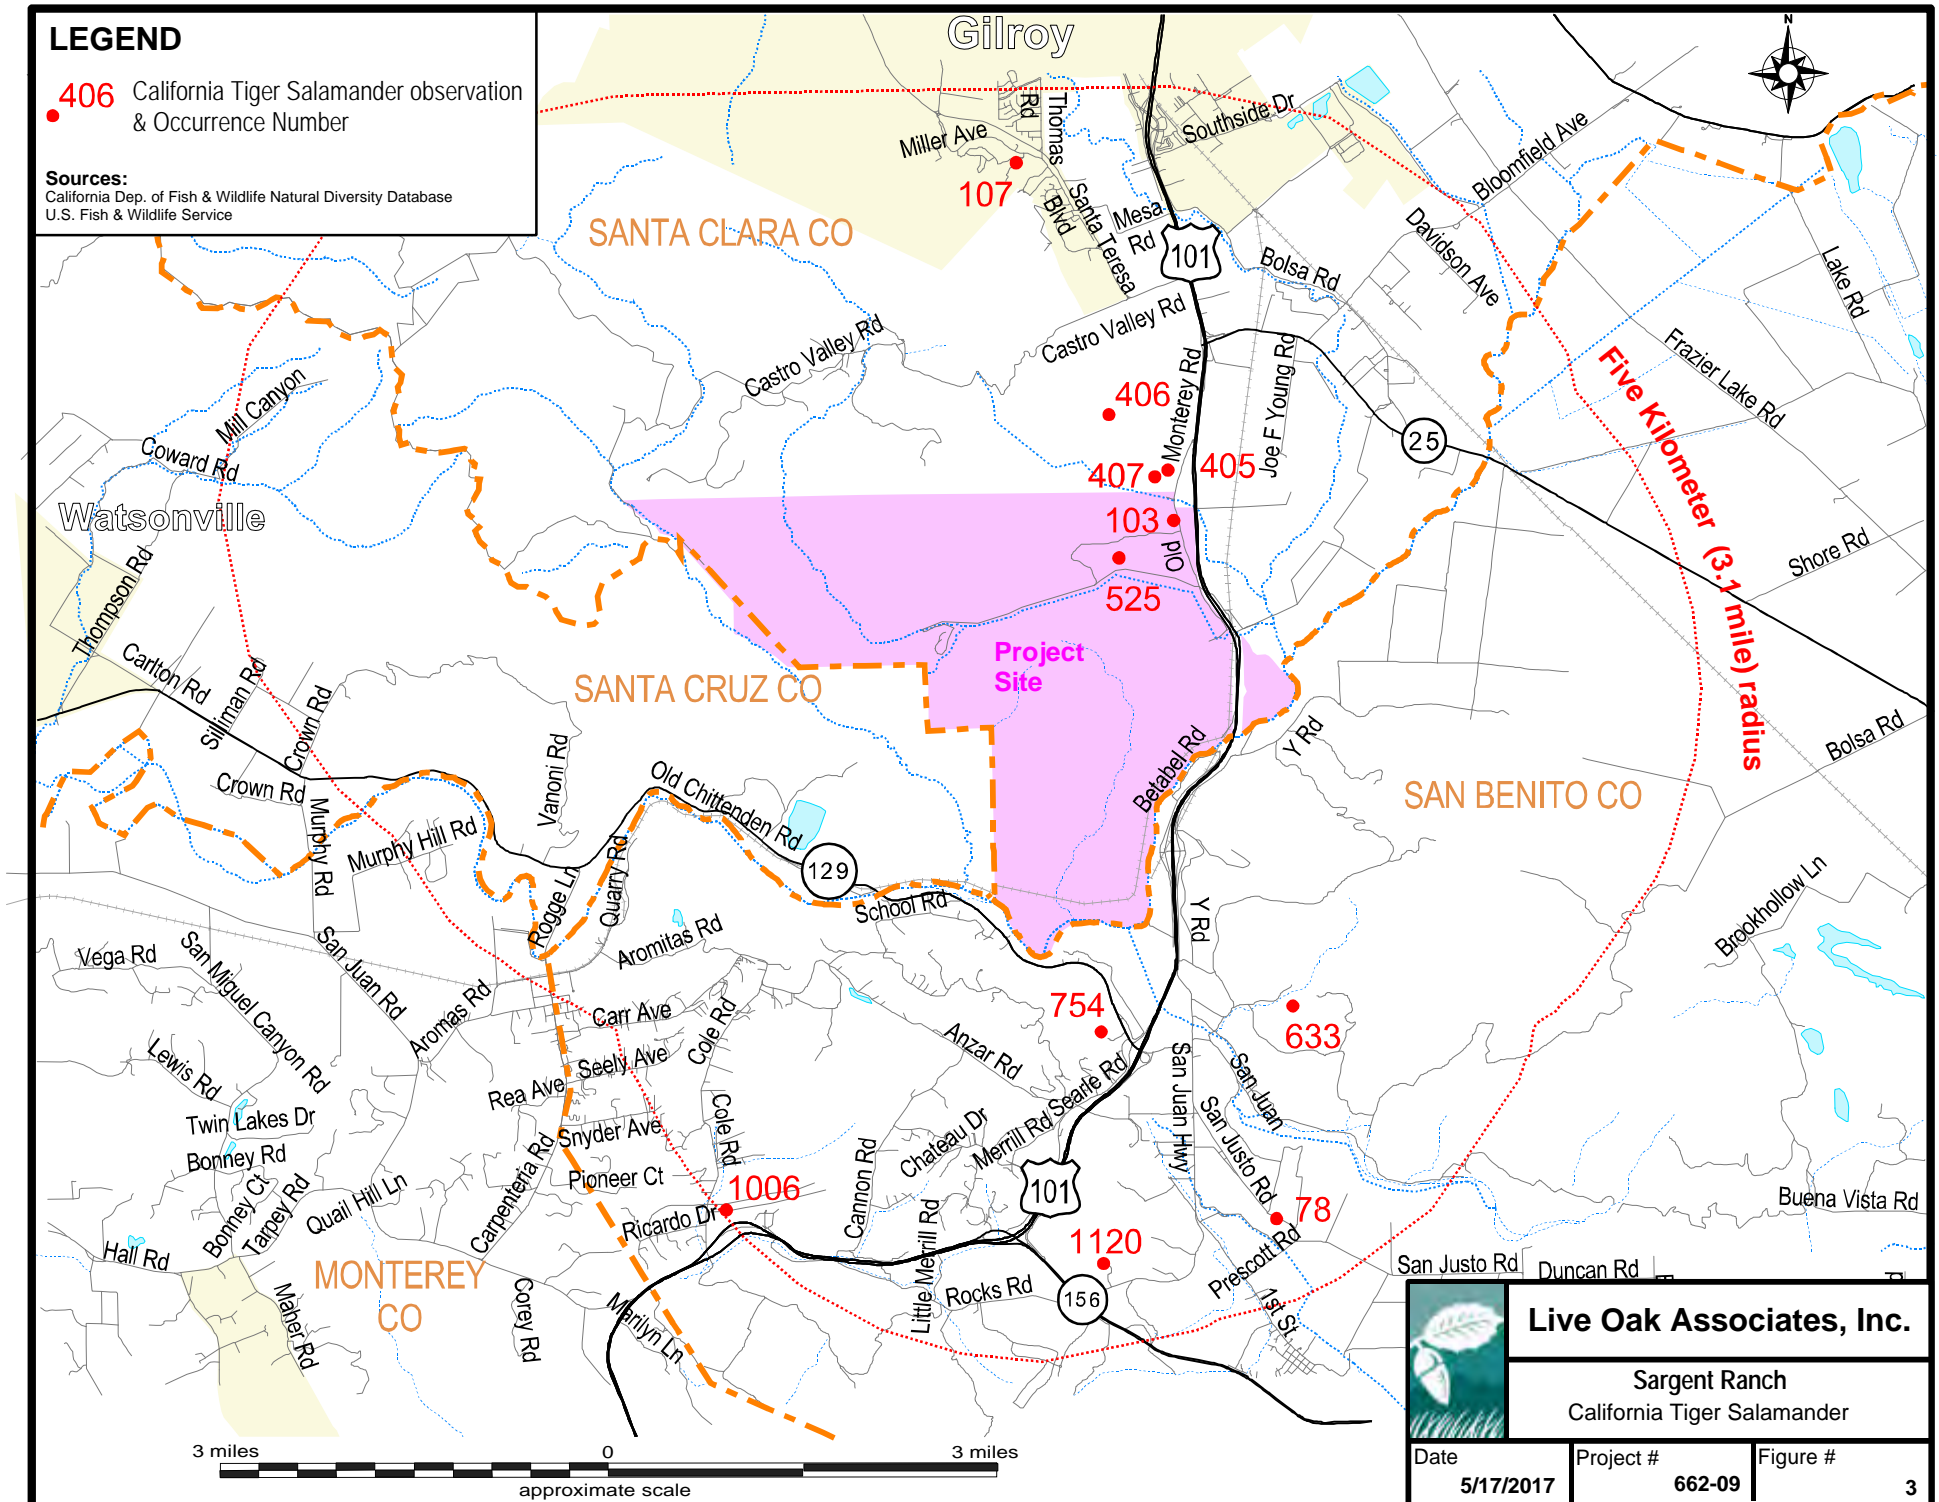 LEGEND
406 California Tiger Salamander observation
& Occurrence Number
Sources:
California Dep. of Fish & Wildlife Natural Diversity Database
U.S. Fish & Wildlife Service
Gilroy
N
Miller Ave
Thomas
Rd
Southside Dr
Bloomfield Ave
107
Santa Teresa
Blvd
Mesa
Rd
SANTA CLARA CO
101
Bolsa Rd
Davidson Ave
Lake Rd
Castro Valley Rd
Castro Valley Rd
Monterey Rd
Joe F Young Rd
Frazier Lake Rd
Mill Canyon
Coward Rd
406
25
Five Kilometer (3.1 mile) radius
407
405
Watsonville
103
Old
525
Shore Rd
Thompson Rd
Carlton Rd
Silliman Rd
Crown Rd
Project
Site
SANTA CRUZ CO
Y Rd
Bolsa Rd
Betabel Rd
Vanoni Rd
Old Chittenden Rd
SAN BENITO CO
Crown Rd
Murphy Rd
Murphy Hill Rd
Quarry Rd
129
Rogge Ln
School Rd
Y Rd
Brookhollow Ln
Vega Rd
San Miguel Canyon Rd
San Juan Rd
Aromitas Rd
Aromas Rd
Carr Ave
Cole Rd
754
633
Anzar Rd
Lewis Rd
Seely Ave
Rea Ave
Searle Rd
San Juan Hwy
San Juan
Twin Lakes Dr
Snyder Ave
Cole Rd
Chateau Dr
Merrill Rd
San Justo Rd
Bonney Rd
Carpenteria Rd
Pioneer Ct
Cannon Rd
101
Bonney Ct
Tarpey Rd
Quail Hill Ln
1006
78
Buena Vista Rd
Ricardo Dr
Little Merrill Rd
1120
Prescott Rd
Hall Rd
San Justo Rd
Duncan Rd
MONTEREY
CO
Maher Rd
Corey Rd
Marilyn Ln
Rocks Rd
156
1st St
Live Oak Associates, Inc.
Sargent Ranch
California Tiger Salamander
3 miles 0 3 miles
approximate scale
Date Project # Figure #
5/17/2017 662-09 3